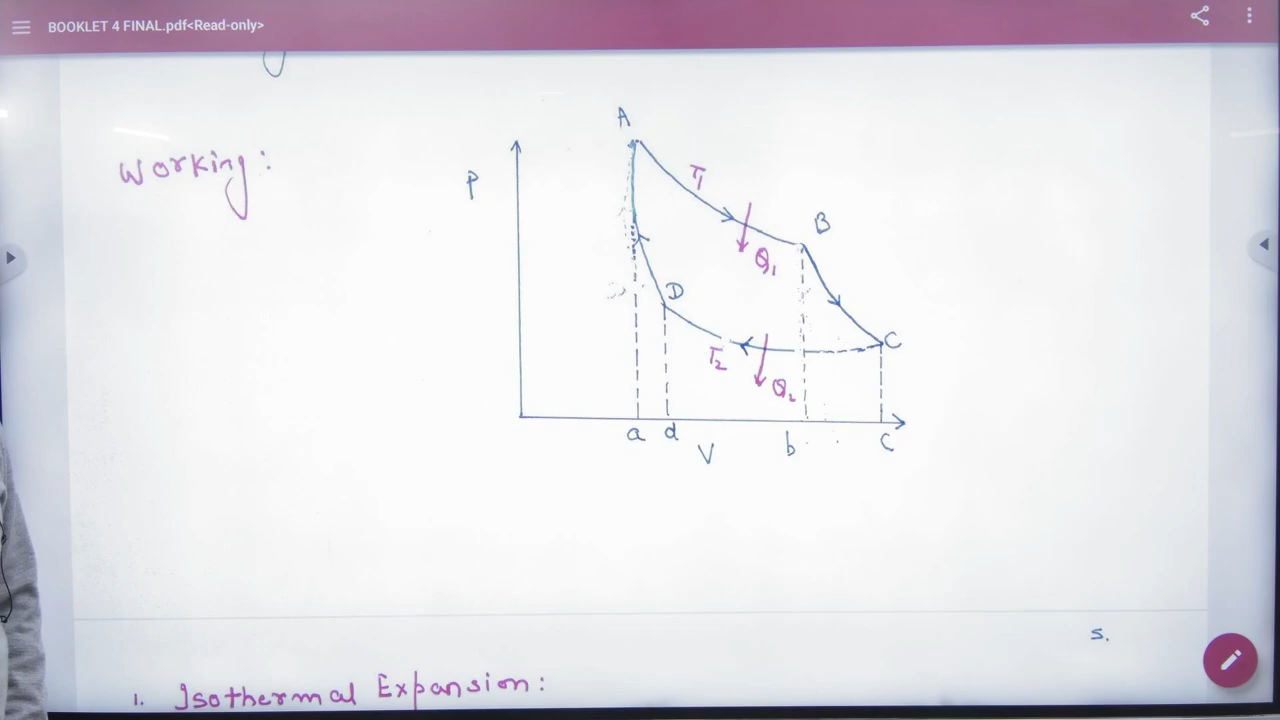 BOOKLET 4 FINAL.pdf<Read-only>
Working:
A
P
T1
B
Q1
D
C
T2
Q2
a d b C
V
s.
1. Isothermal Expansion: